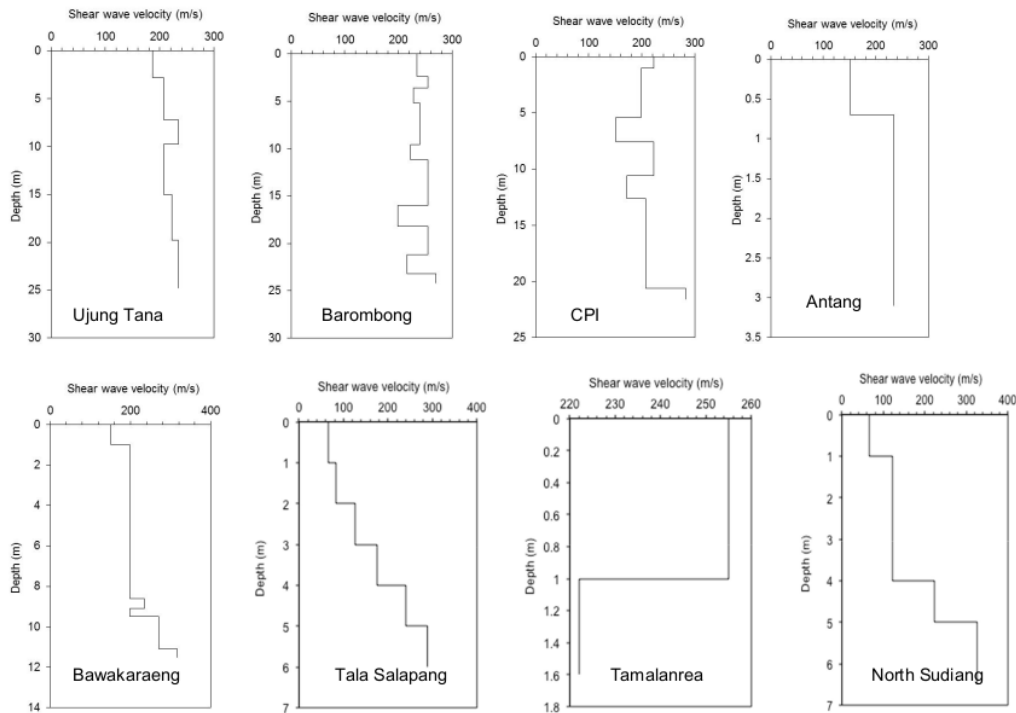 Shear wave velocity (m/s)
0 100 200 300
Depth (m)
0
5
10
15
20
25
30
Ujung Tana
Shear wave velocity (m/s)
0 100 200 300
Depth (m)
0
5
10
15
20
25
30
Barombong
Shear wave velocity (m/s)
0 100 200 300
Depth (m)
0
5
10
15
20
25
CPI
Shear wave velocity (m/s)
0 100 200 300
Depth (m)
0
0.5
1
1.5
2
2.5
3
3.5
Antang
Shear wave velocity (m/s)
0 200 400
Depth (m)
0
2
4
6
8
10
12
14
Bawakaraeng
Shear wave velocity (m/s)
0 100 200 300 400
Depth (m)
0
1
2
3
4
5
6
7
Tala Salapang
Shear wave velocity (m/s)
220 230 240 250 260
Depth (m)
0
0.2
0.4
0.6
0.8
1
1.2
1.4
1.6
1.8
Tamalanrea
Shear wave velocity (m/s)
0 100 200 300 400
Depth (m)
0
1
2
3
4
5
6
7
North Sudiang